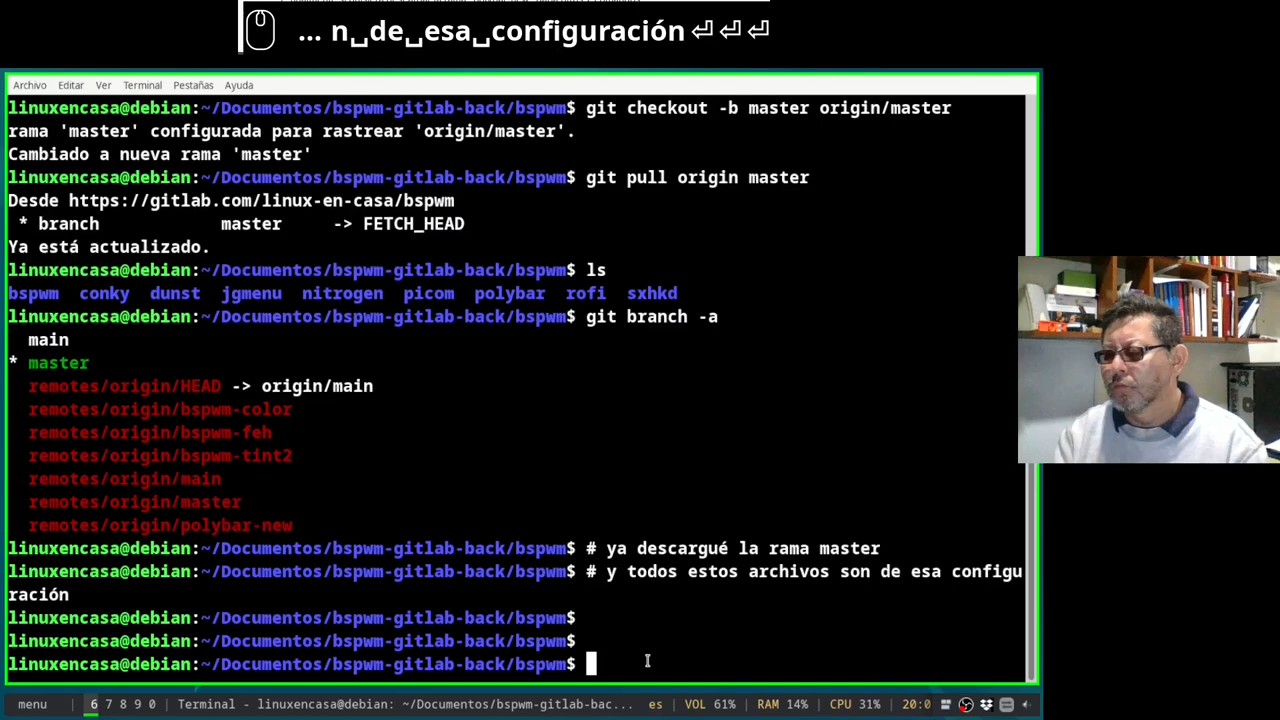 ... n␣de␣esa␣configuración⏎⏎⏎
Archivo Editar Ver Terminal Pestañas Ayuda
linuxencasa@debian:~/Documentos/bspwm-gitlab-back/bspwm$ git checkout -b master origin/master
rama 'master' configurada para rastrear 'origin/master'.
Cambiado a nueva rama 'master'
linuxencasa@debian:~/Documentos/bspwm-gitlab-back/bspwm$ git pull origin master
Desde https://gitlab.com/linux-en-casa/bspwm
 * branch            master     -> FETCH_HEAD
Ya está actualizado.
linuxencasa@debian:~/Documentos/bspwm-gitlab-back/bspwm$ ls
bspwm  conky  dunst  jgmenu  nitrogen  picom  polybar  rofi  sxhkd
linuxencasa@debian:~/Documentos/bspwm-gitlab-back/bspwm$ git branch -a
  main
* master
  remotes/origin/HEAD -> origin/main
  remotes/origin/bspwm-color
  remotes/origin/bspwm-feh
  remotes/origin/bspwm-tint2
  remotes/origin/main
  remotes/origin/master
  remotes/origin/polybar-new
linuxencasa@debian:~/Documentos/bspwm-gitlab-back/bspwm$ # ya descargué la rama master
linuxencasa@debian:~/Documentos/bspwm-gitlab-back/bspwm$ # y todos estos archivos son de esa configu
ración
linuxencasa@debian:~/Documentos/bspwm-gitlab-back/bspwm$
linuxencasa@debian:~/Documentos/bspwm-gitlab-back/bspwm$
linuxencasa@debian:~/Documentos/bspwm-gitlab-back/bspwm$
menu | 6 7 8 9 0 | Terminal - linuxencasa@debian: ~/Documentos/bspwm-gitlab-bac... es | VOL 61% | RAM 14% | CPU 31% | 20:0